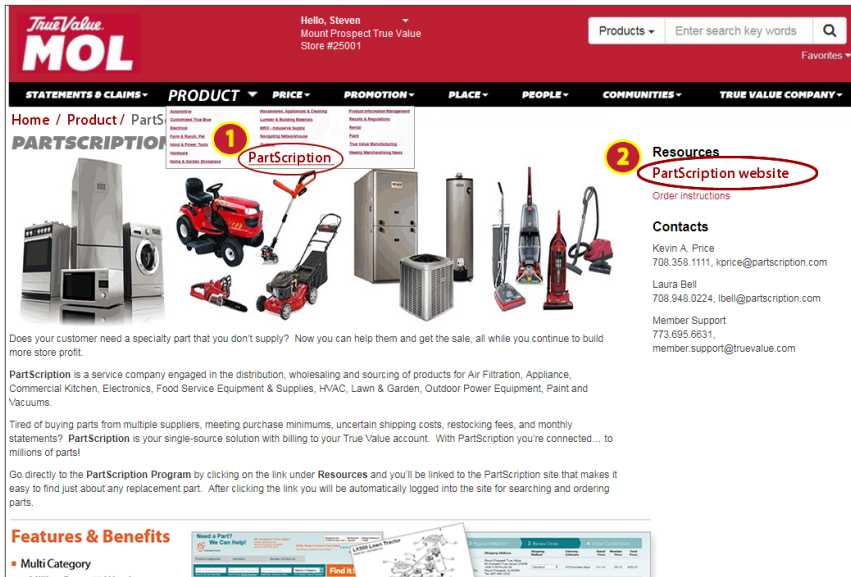 True Value.
MOL
Hello, Steven
Mount Prospect True Value
Store #25001
Products
Enter search key words
Favorites
STATEMENTS & CLAIMS
PRODUCT
PRICE
PROMOTION
PLACE
PEOPLE
COMMUNITIES
TRUE VALUE COMPANY
Home / Product / PartS
PARTSCRIPTION
Automotive
Customized True Blue
Electrical
Farm & Ranch, Pet
Hand & Power Tools
Hardware
Home & Garden Showplace
Housewares, Appliances & Cleaning
Lumber & Building Materials
MRO - Induserve Supply
Navigating Networehouse
PartScription
Product Information Management
Recalls & Regulations
Rental
Paint
True Value Manufacturing
Weekly Merchandising News
1
2
Resources
PartScription website
Order instructions
Contacts
Kevin A. Price
708.358.1111, kprice@partscription.com
Laura Bell
708.948.0224, lbell@partscription.com
Member Support
773.695.6631,
member.support@truevalue.com
Does your customer need a specialty part that you don't supply? Now you can help them and get the sale, all while you continue to build
more store profit.
PartScription is a service company engaged in the distribution, wholesaling and sourcing of products for Air Filtration, Appliance,
Commercial Kitchen, Electronics, Food Service Equipment & Supplies, HVAC, Lawn & Garden, Outdoor Power Equipment, Paint and
Vacuums.
Tired of buying parts from multiple suppliers, meeting purchase minimums, uncertain shipping costs, restocking fees, and monthly
statements? PartScription is your single-source solution with billing to your True Value account. With PartScription you're connected… to
millions of parts!
Go directly to the PartScription Program by clicking on the link under Resources and you'll be linked to the PartScription site that makes it
easy to find just about any replacement part. After clicking the link you will be automatically logged into the site for searching and ordering
parts.
Features & Benefits
Multi Category
Need a Part?
We Can Help!
Find it
LX500 Lawn Tractor